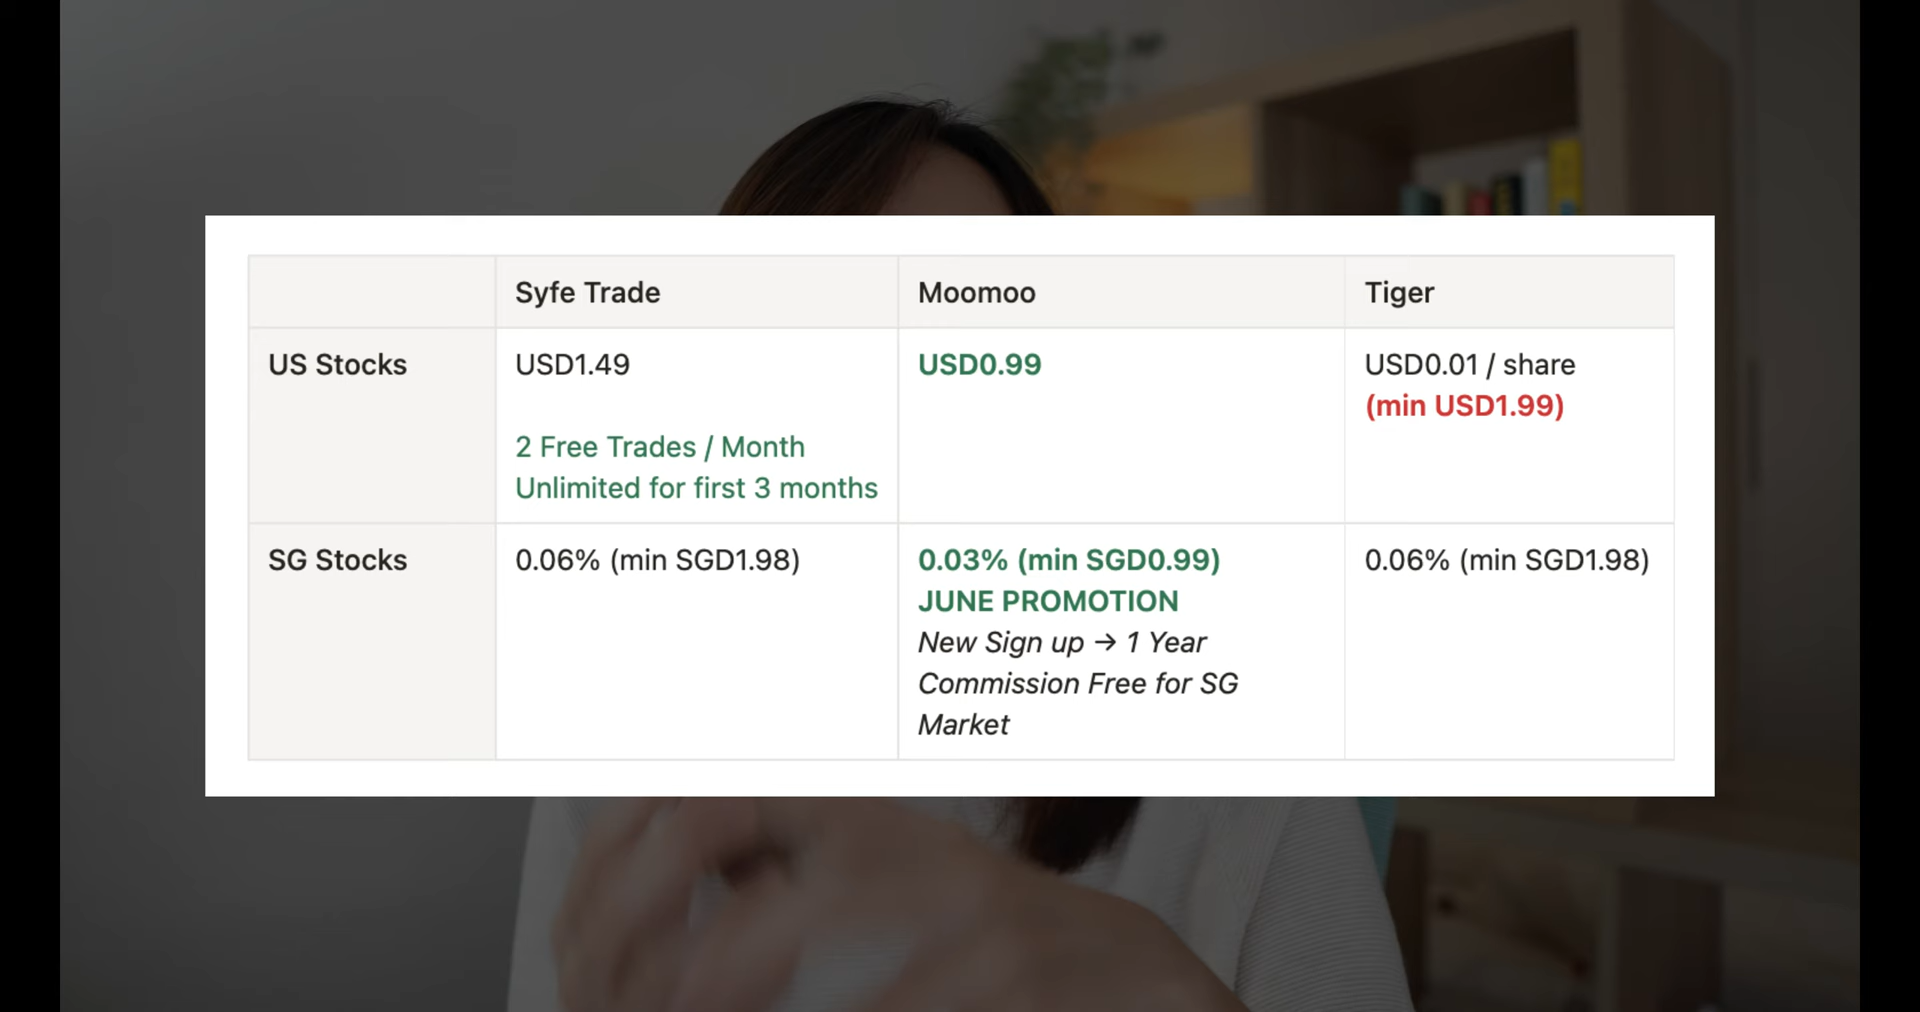 Syfe Trade
Moomoo
Tiger
US Stocks
USD1.49
2 Free Trades / Month
Unlimited for first 3 months
USD0.99
USD0.01 / share
(min USD1.99)
SG Stocks
0.06% (min SGD1.98)
0.03% (min SGD0.99)
JUNE PROMOTION
New Sign up → 1 Year
Commission Free for SG
Market
0.06% (min SGD1.98)